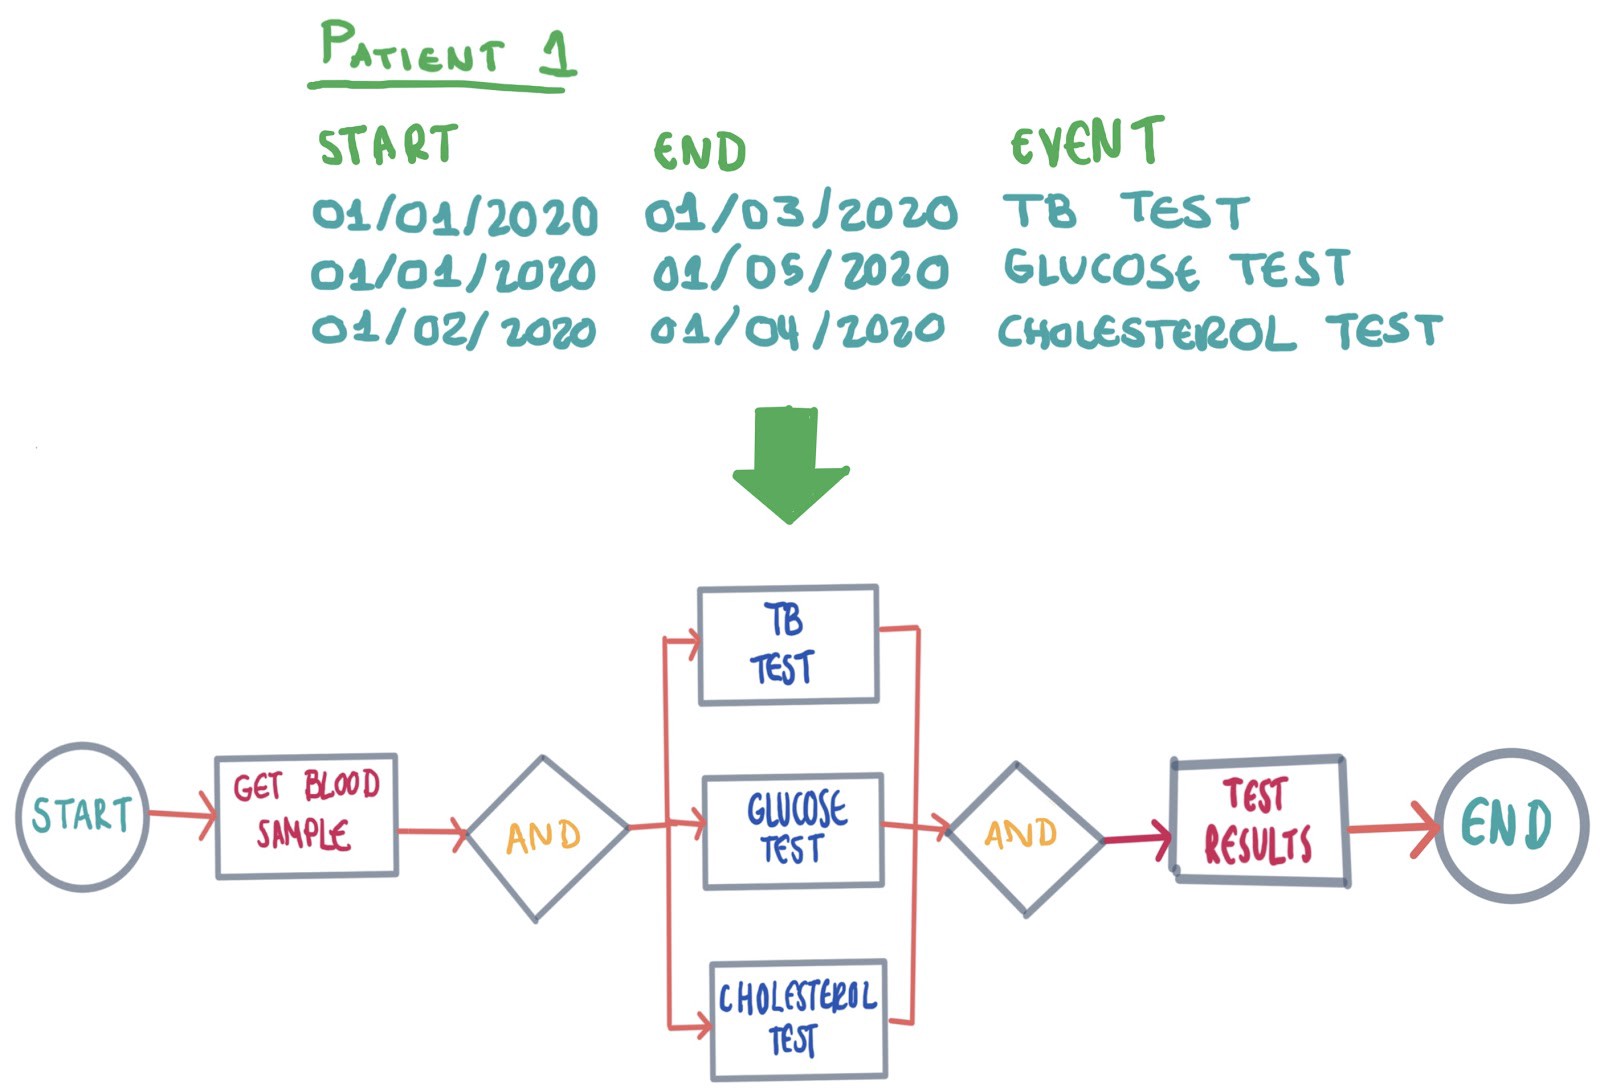 PATIENT 1
START END EVENT
01/01/2020 01/03/2020 TB TEST
01/01/2020 01/05/2020 GLUCOSE TEST
01/02/2020 01/04/2020 CHOLESTEROL TEST
START
GET BLOOD
SAMPLE
AND
TB
TEST
GLUCOSE
TEST
CHOLESTEROL
TEST
AND
TEST
RESULTS
END